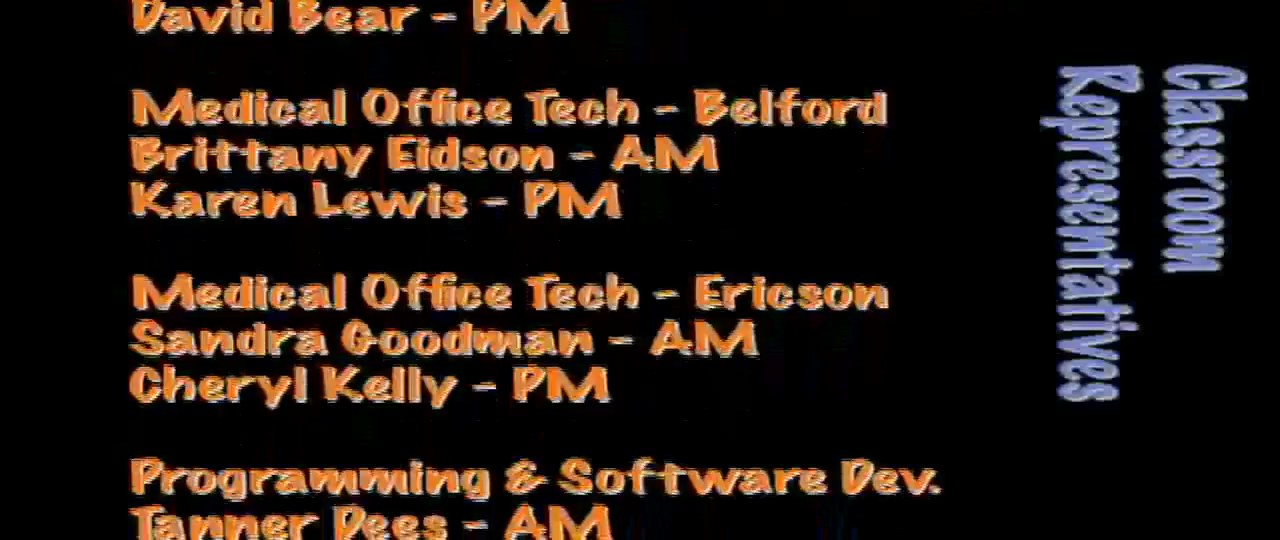 David Bear - PM
Medical Office Tech - Belford
Brittany Eidson - AM
Karen Lewis - PM
Medical Office Tech - Ericson
Sandra Goodman - AM
Cheryl Kelly - PM
Programming & Software Dev.
Tanner Dees - AM
Classroom
Representatives